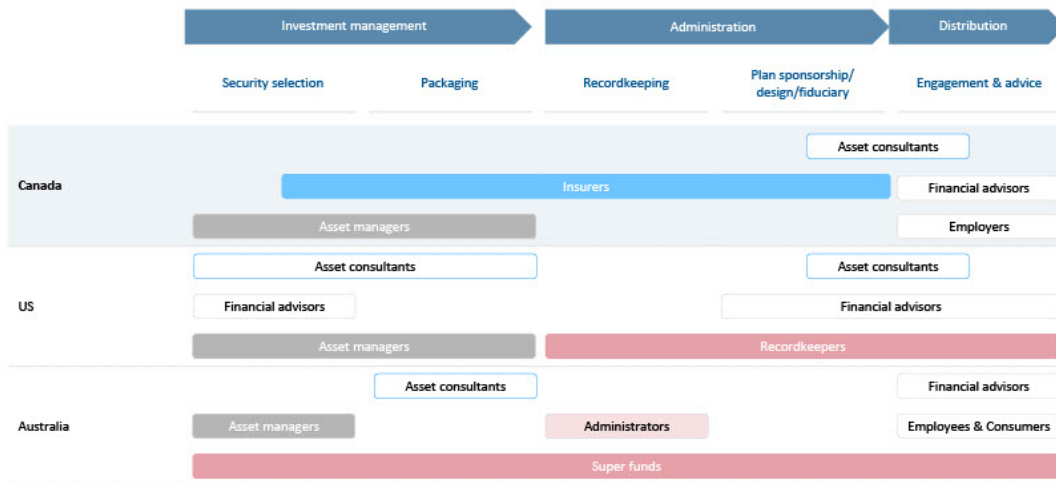 Investment management
Administration
Distribution
Security selection
Packaging
Recordkeeping
Plan sponsorship/
design/fiduciary
Engagement & advice
Asset consultants
Canada
Insurers
Financial advisors
Asset managers
Employers
Asset consultants
Asset consultants
US
Financial advisors
Financial advisors
Asset managers
Recordkeepers
Asset consultants
Financial advisors
Australia
Asset managers
Administrators
Employees & Consumers
Super funds